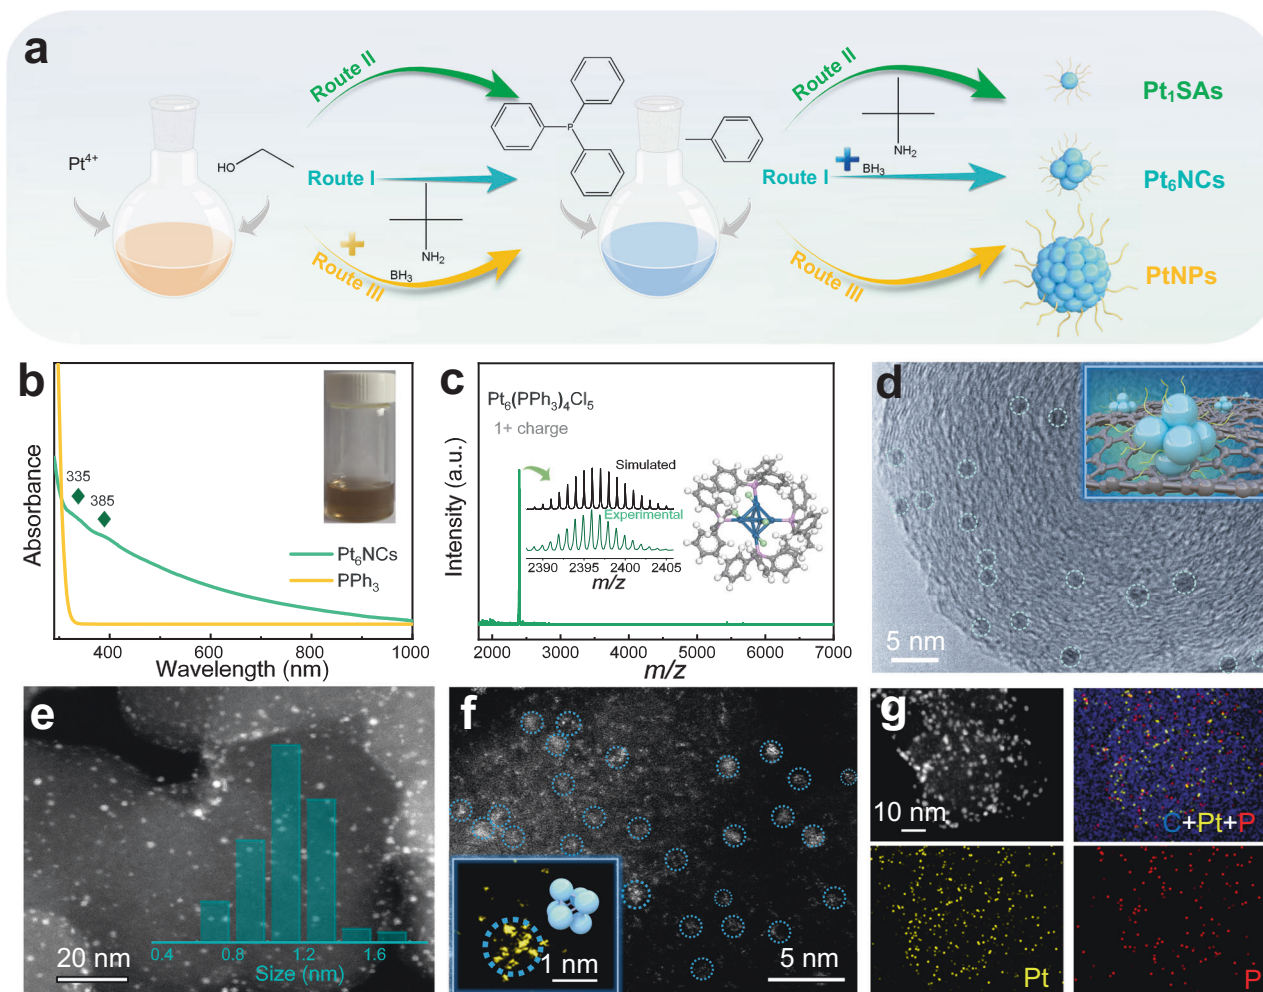 a
Route II
Route II
Pt₁SAs
P
Pt⁴⁺
HO
NH₂
Route I
Route I
BH₃
Pt₆NCs
NH₂
BH₃
Route III
Route III
PtNPs
b
335
385
Pt₆NCs
PPh₃
Absorbance
400
600
800
1000
Wavelength (nm)
c
Pt₆(PPh₃)₄Cl₅
1+ charge
Simulated
Experimental
2390
2395
2400
2405
m/z
Intensity (a.u.)
2000
3000
4000
5000
6000
7000
m/z
d
5 nm
e
0.4
0.8
1.2
1.6
Size (nm)
20 nm
f
1 nm
5 nm
g
10 nm
C+Pt+P
Pt
P